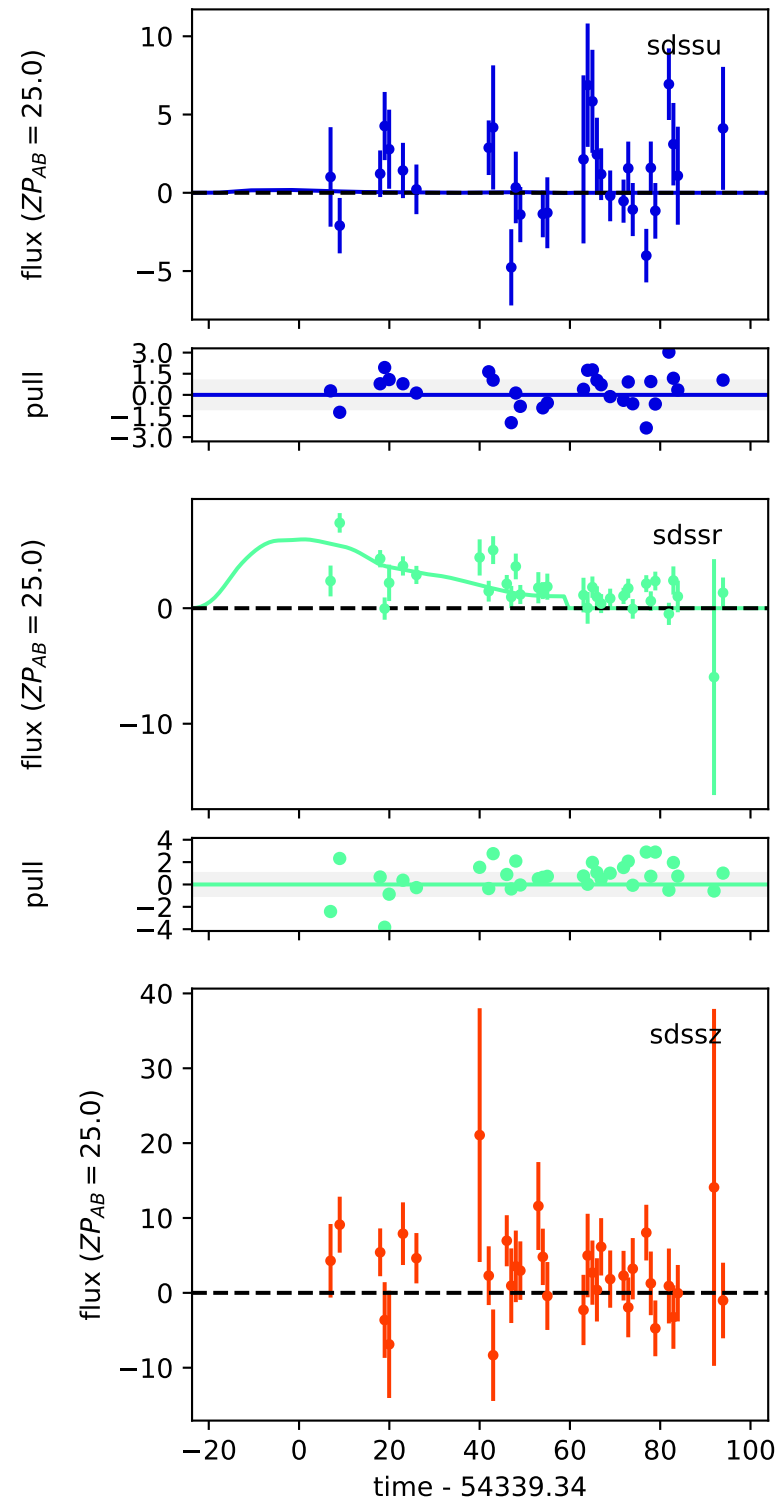 10
5
0
−5
flux (ZP_AB = 25.0)
sdssu
3.0
1.5
0.0
−1.5
−3.0
pull
0
−10
flux (ZP_AB = 25.0)
sdssr
4
2
0
−2
−4
pull
40
30
20
10
0
−10
flux (ZP_AB = 25.0)
sdssz
−20 0 20 40 60 80 100
time - 54339.34